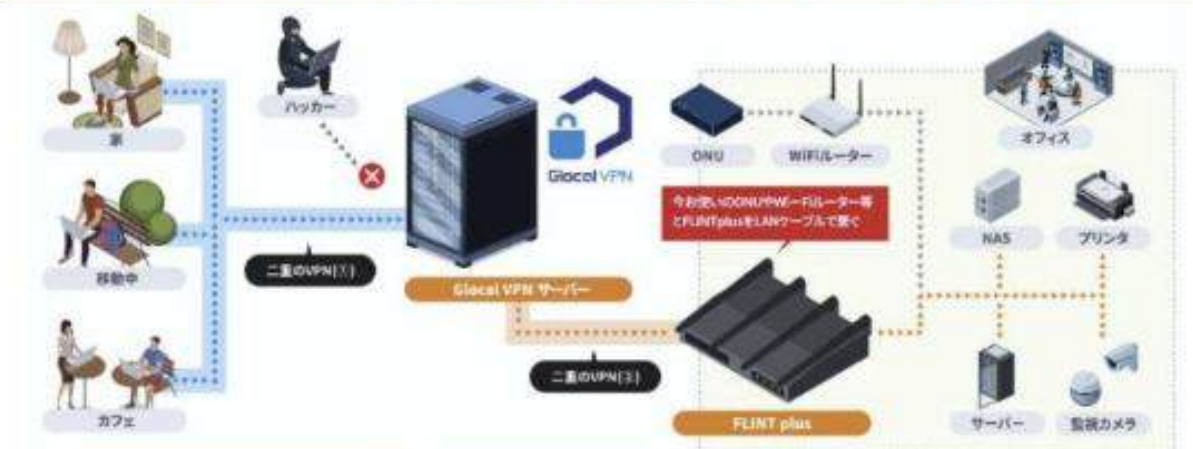 家
ハッカー
移動中
カフェ
二重のVPN(①)
Glocal VPN
Glocal VPN サーバー
ONU
WiFiルーター
今お使いのONUやWi-Fiルーター等
とFLINTplusをLANケーブルで繋ぐ
オフィス
NAS
プリンタ
二重のVPN(②)
FLINT plus
サーバー
監視カメラ